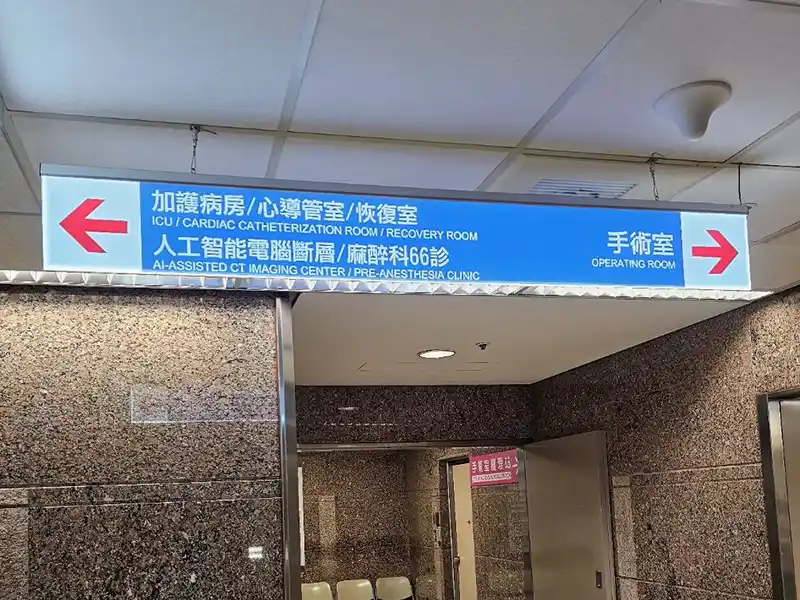 加護病房/心導管室/恢復室
ICU / CARDIAC CATHETERIZATION ROOM / RECOVERY ROOM
人工智能電腦斷層/麻醉科66診
AI-ASSISTED CT IMAGING CENTER / PRE-ANESTHESIA CLINIC
手術室
OPERATING ROOM